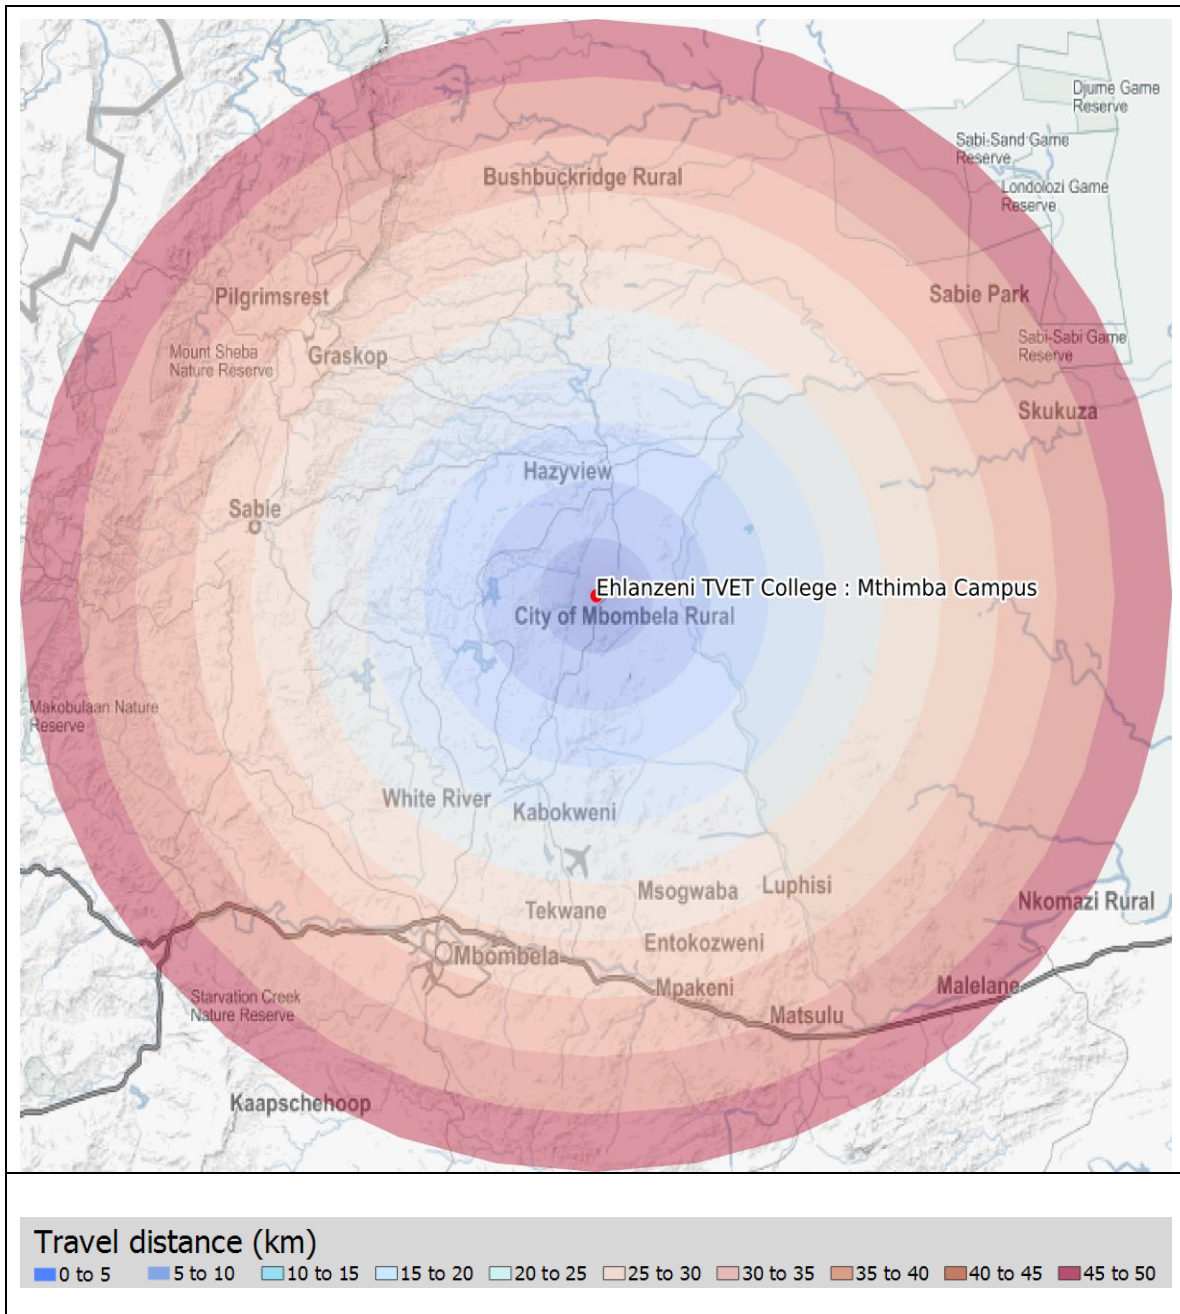 Djume Game
Reserve
Sabi-Sand Game
Reserve
Bushbuckridge Rural
Londolozi Game
Reserve
Pilgrimsrest
Sabie Park
Mount Sheba
Nature Reserve
Graskop
Sabi-Sabi Game
Reserve
Skukuza
Hazyview
Sabie
Ehlanzeni TVET College : Mthimba Campus
City of Mbombela Rural
Makobulaan Nature
Reserve
White River
Kabokweni
Msogwaba
Luphisi
Nkomazi Rural
Tekwane
Entokozweni
Mbombela
Mpakeni
Malelane
Starvation Creek
Nature Reserve
Matsulu
Kaapschehoop
Travel distance (km)
0 to 5 5 to 10 10 to 15 15 to 20 20 to 25 25 to 30 30 to 35 35 to 40 40 to 45 45 to 50